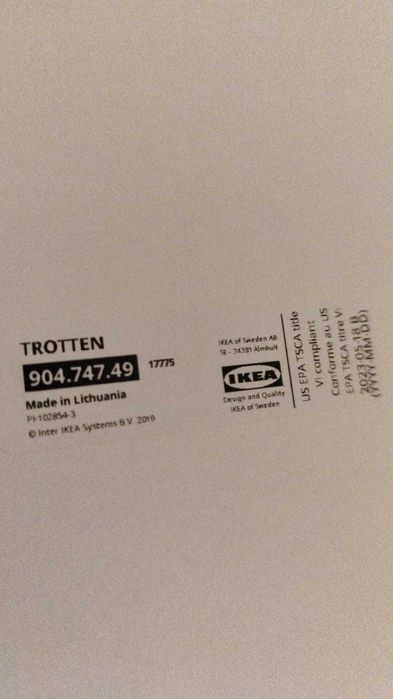 TROTTEN
904.747.49 17775
Made in Lichuania
PI-102854-3
© Inter IKEA Systems B.V. 2019
IKEA of Sweden AB
SE - 34381 Älmhult
IKEA
Design and Quality
IKEA of Sweden
US EPA TSCA title
VI compliant
Conforme au US
EPA TSCA titre VI
2023-05-18 B
(YYYY-MM-DD)